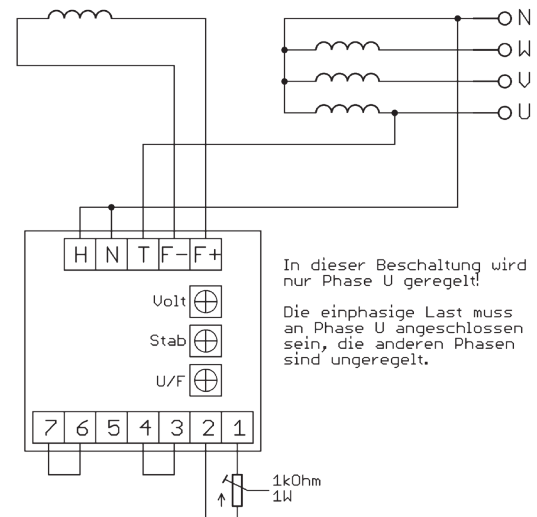 N
W
V
U
H N T F- F+
Volt
Stab
U/F
In dieser Beschaltung wird
nur Phase U geregelt!
Die einphasige Last muss
an Phase U angeschlossen
sein, die anderen Phasen
sind ungeregelt.
7 6 5 4 3 2 1
1kOhm
1W